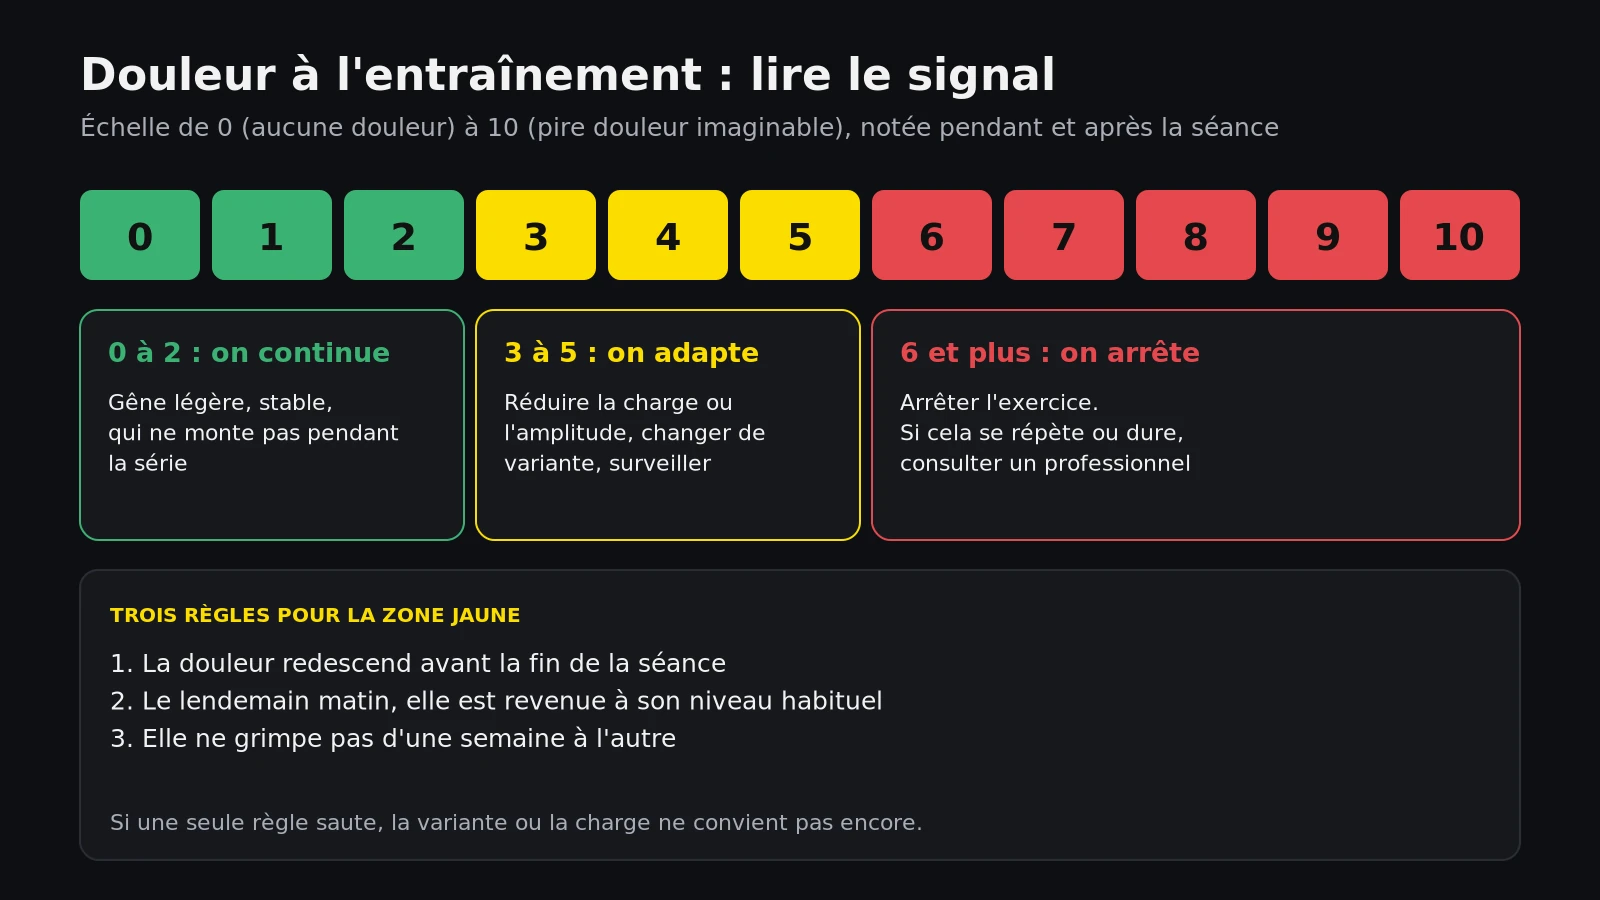 Douleur à l'entraînement : lire le signal
Échelle de 0 (aucune douleur) à 10 (pire douleur imaginable), notée pendant et après la séance
0 1 2 3 4 5 6 7 8 9 10
0 à 2 : on continue
Gêne légère, stable,
qui ne monte pas pendant
la série
3 à 5 : on adapte
Réduire la charge ou
l'amplitude, changer de
variante, surveiller
6 et plus : on arrête
Arrêter l'exercice.
Si cela se répète ou dure,
consulter un professionnel
TROIS RÈGLES POUR LA ZONE JAUNE
1. La douleur redescend avant la fin de la séance
2. Le lendemain matin, elle est revenue à son niveau habituel
3. Elle ne grimpe pas d'une semaine à l'autre
Si une seule règle saute, la variante ou la charge ne convient pas encore.